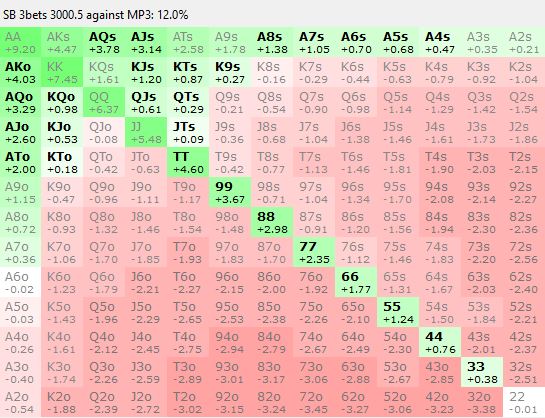 SB 3bets 3000.5 against MP3: 12.0%
AA AKs AQs AJs ATs A9s A8s A7s A6s A5s A4s A3s A2s
+9.20 +4.47 +3.78 +3.14 +2.58 +1.78 +1.38 +1.05 +0.70 +0.68 +0.47 +0.35 +0.21
AKo KK KQs KJs KTs K9s K8s K7s K6s K5s K4s K3s K2s
+4.03 +7.45 +1.61 +1.20 +0.87 +0.27 -0.16 -0.29 -0.44 -0.63 -0.79 -0.92 -1.04
AQo KQo QQ QJs QTs Q9s Q8s Q7s Q6s Q5s Q4s Q3s Q2s
+3.29 +0.98 +6.37 +0.61 +0.29 -0.21 -0.54 -0.90 -0.98 -1.14 -1.29 -1.42 -1.54
AJo KJo QJo JJ JTs J9s J8s J7s J6s J5s J4s J3s J2s
+2.60 +0.53 -0.08 +5.48 +0.09 -0.36 -0.68 -1.04 -1.38 -1.46 -1.61 -1.73 -1.86
ATo KTo QTo JTo TT T9s T8s T7s T6s T5s T4s T3s T2s
+2.00 +0.18 -0.42 -0.63 +4.60 -0.42 -0.77 -1.13 -1.46 -1.81 -1.90 -2.03 -2.15
A9o K9o Q9o J9o T9o 99 98s 97s 96s 95s 94s 93s 92s
+1.15 -0.47 -0.96 -1.11 -1.17 +3.67 -0.71 -1.04 -1.34 -1.70 -2.08 -2.14 -2.27
A8o K8o Q8o J8o T8o 98o 88 87s 86s 85s 84s 83s 82s
+0.72 -0.93 -1.32 -1.46 -1.54 -1.48 +2.98 -0.91 -1.20 -1.56 -1.94 -2.30 -2.36
A7o K7o Q7o J7o T7o 97o 87o 77 76s 75s 74s 73s 72s
+0.36 -1.06 -1.70 -1.85 -1.93 -1.83 -1.70 +2.35 -1.12 -1.46 -1.83 -2.20 -2.56
A6o K6o Q6o J6o T6o 96o 86o 76o 66 65s 64s 63s 62s
-0.02 -1.23 -1.79 -2.21 -2.27 -2.15 -2.00 -1.92 +1.77 -1.31 -1.67 -2.03 -2.40
A5o K5o Q5o J5o T5o 95o 85o 75o 65o 55 54s 53s 52s
-0.03 -1.43 -1.96 -2.29 -2.65 -2.53 -2.38 -2.26 -2.10 +1.24 -1.50 -1.84 -2.21
A4o K4o Q4o J4o T4o 94o 84o 74o 64o 54o 44 43s 42s
-0.26 -1.61 -2.12 -2.45 -2.75 -2.94 -2.79 -2.67 -2.49 -2.30 +0.76 -2.01 -2.37
A3o K3o Q3o J3o T3o 93o 83o 73o 63o 53o 43o 33 32s
-0.40 -1.74 -2.26 -2.59 -2.89 -3.01 -3.17 -3.06 -2.88 -2.67 -2.85 +0.38 -2.51
A2o K2o Q2o J2o T2o 92o 82o 72o 62o 52o 42o 32o 22
-0.54 -1.88 -2.39 -2.72 -3.02 -3.15 -3.24 -3.45 -3.27 -3.06 -3.23 -3.38 -0.01